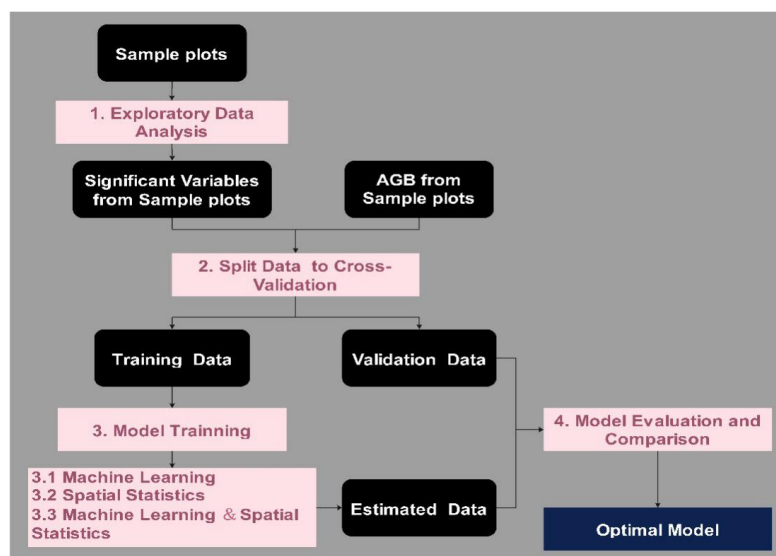 Sample plots
1. Exploratory Data
Analysis
Significant Variables
from Sample plots
AGB from
Sample plots
2. Split Data to Cross-
Validation
Training Data
Validation Data
3. Model Trainning
4. Model Evaluation and
Comparison
3.1 Machine Learning
3.2 Spatial Statistics
3.3 Machine Learning & Spatial
Statistics
Estimated Data
Optimal Model